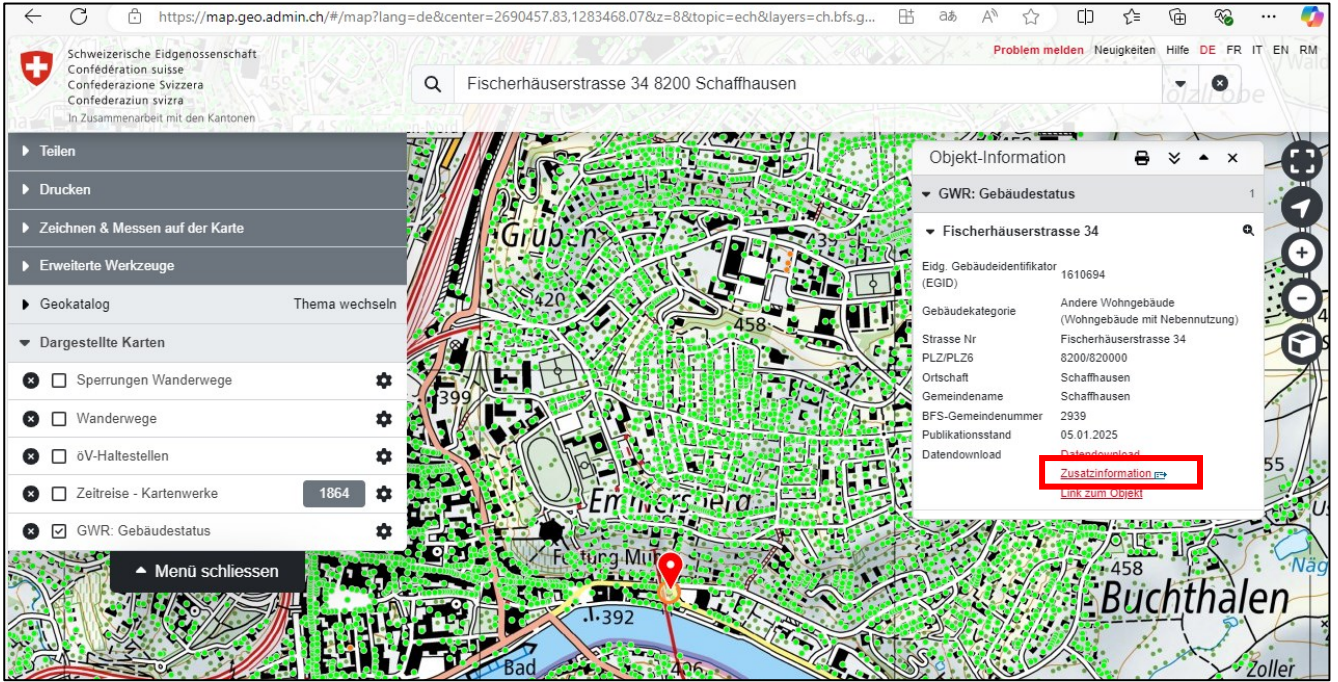 https://map.geo.admin.ch/#/map?lang=de&center=2690457.83,1283468.07&z=8&topic=ech&layers=ch.bfs.g...
Schweizerische Eidgenossenschaft
Confédération suisse
Confederazione Svizzera
Confederaziun svizra
In Zusammenarbeit mit den Kantonen
Problem melden Neuigkeiten Hilfe DE FR IT EN RM
Fischerhäuserstrasse 34 8200 Schaffhausen
Teilen
Drucken
Zeichnen & Messen auf der Karte
Erweiterte Werkzeuge
Geokatalog Thema wechseln
Dargestellte Karten
Sperrungen Wanderwege
Wanderwege
öV-Haltestellen
Zeitreise - Kartenwerke 1864
GWR: Gebäudestatus
Menü schliessen
Objekt-Information
GWR: Gebäudestatus 1
Fischerhäuserstrasse 34
Eidg. Gebäudeidentifikator (EGID) 1610694
Gebäudekategorie Andere Wohngebäude
(Wohngebäude mit Nebennutzung)
Strasse Nr Fischerhäuserstrasse 34
PLZ/PLZ6 8200/820000
Ortschaft Schaffhausen
Gemeindename Schaffhausen
BFS-Gemeindenummer 2939
Publikationsstand 05.01.2025
Datendownload Datendownload
Zusatzinformation
Link zum Objekt
Gruben
439
420
458
399
Emmersberg
458
Buchthalen
392
Bad
406
Zoller
55
Näg